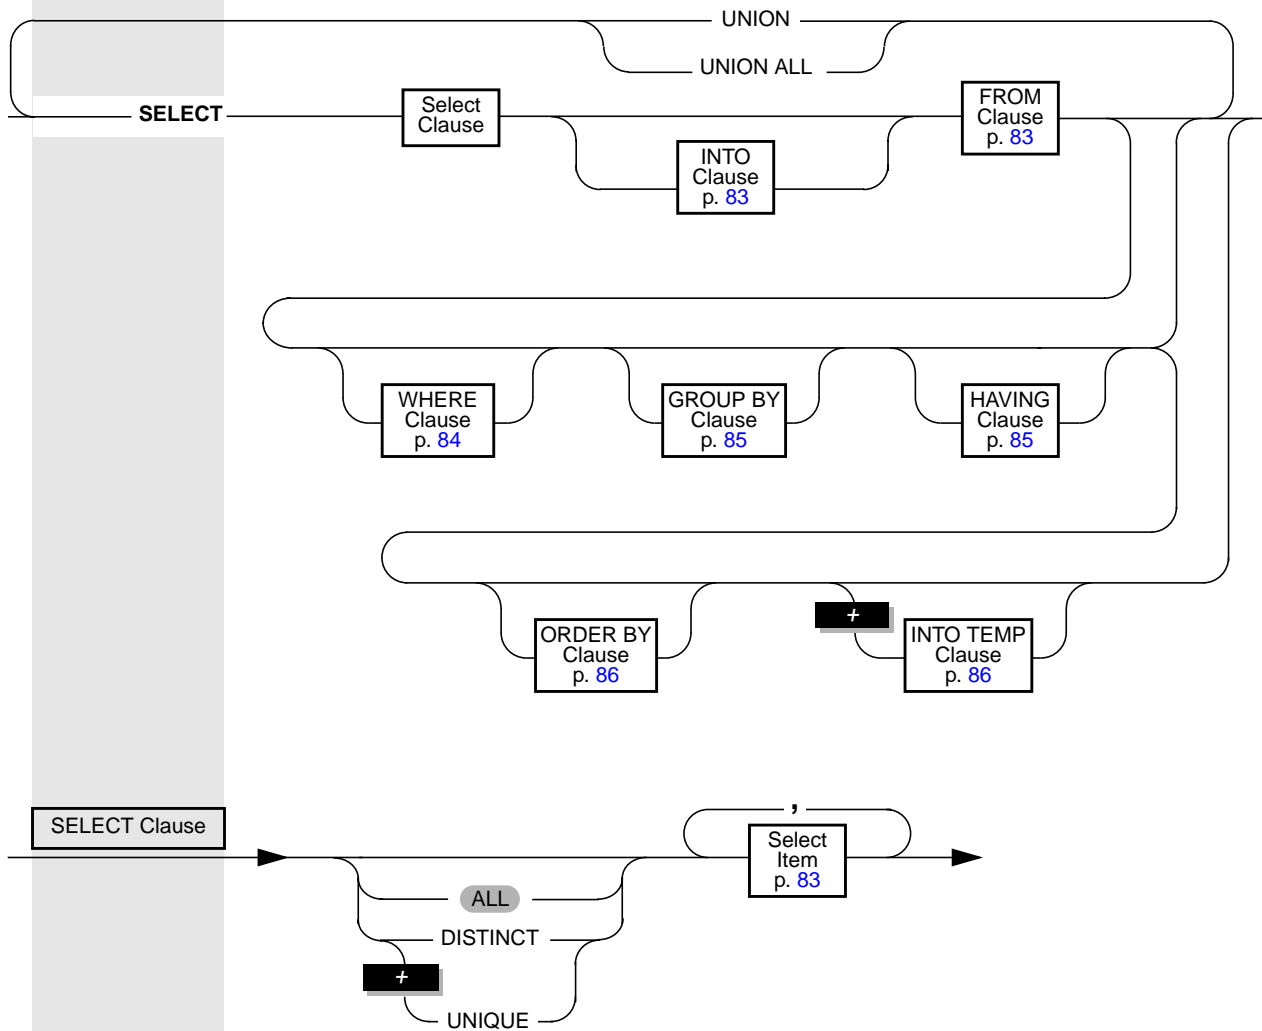 UNION
UNION ALL
SELECT
Select
Clause
FROM
Clause
p. 83
INTO
Clause
p. 83
WHERE
Clause
p. 84
GROUP BY
Clause
p. 85
HAVING
Clause
p. 85
+
ORDER BY
Clause
p. 86
INTO TEMP
Clause
p. 86
SELECT Clause
,
Select
Item
p. 83
ALL
DISTINCT
+
UNIQUE